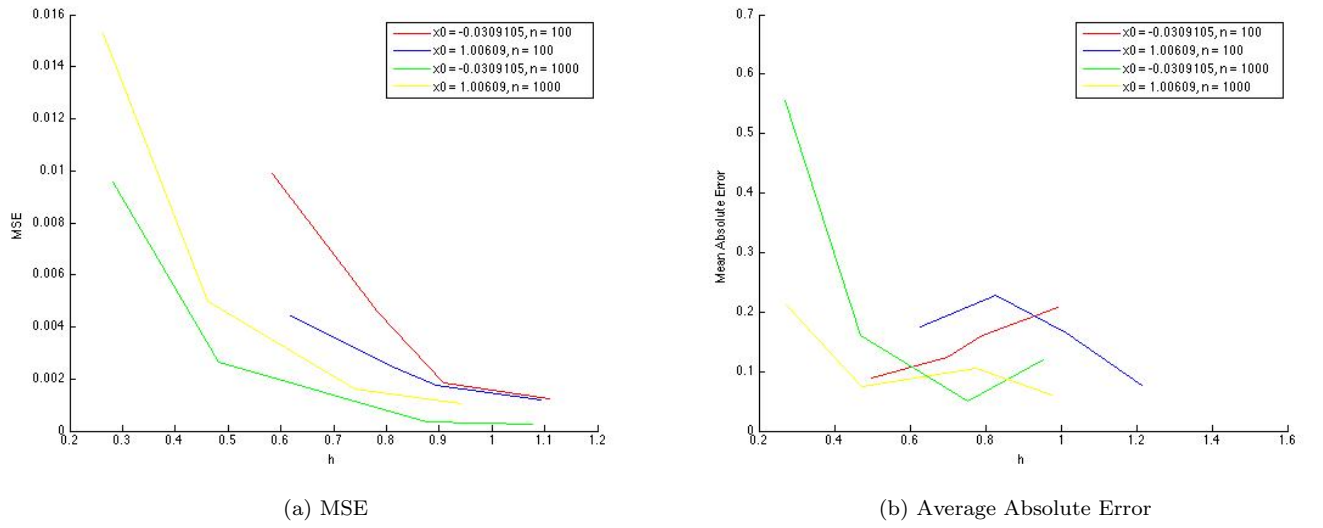 0.016
0.014
0.012
0.01
0.008
0.006
0.004
0.002
0
MSE
0.2 0.3 0.4 0.5 0.6 0.7 0.8 0.9 1 1.1 1.2
h
x0 = -0.0309105, n = 100
x0 = 1.00609, n = 100
x0 = -0.0309105, n = 1000
x0 = 1.00609, n = 1000
(a) MSE
0.7
0.6
0.5
0.4
0.3
0.2
0.1
0
Mean Absolute Error
0.2 0.4 0.6 0.8 1 1.2 1.4 1.6
h
x0 = -0.0309105, n = 100
x0 = 1.00609, n = 100
x0 = -0.0309105, n = 1000
x0 = 1.00609, n = 1000
(b) Average Absolute Error